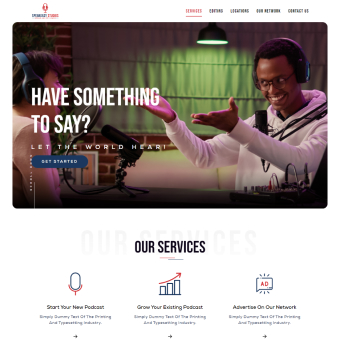 SPEAKEASY STUDIOS
SERVICES EDITING LOCATIONS OUR NETWORK CONTACT US
HAVE SOMETHING
TO SAY?
LET THE WORLD HEAR!
GET STARTED
OUR SERVICES
OUR SERVICES
AD
Start Your New Podcast
Grow Your Existing Podcast
Advertise On Our Network
Simply Dummy Text Of The Printing
And Typesetting Industry.
Simply Dummy Text Of The Printing
And Typesetting Industry.
Simply Dummy Text Of The Printing
And Typesetting Industry.